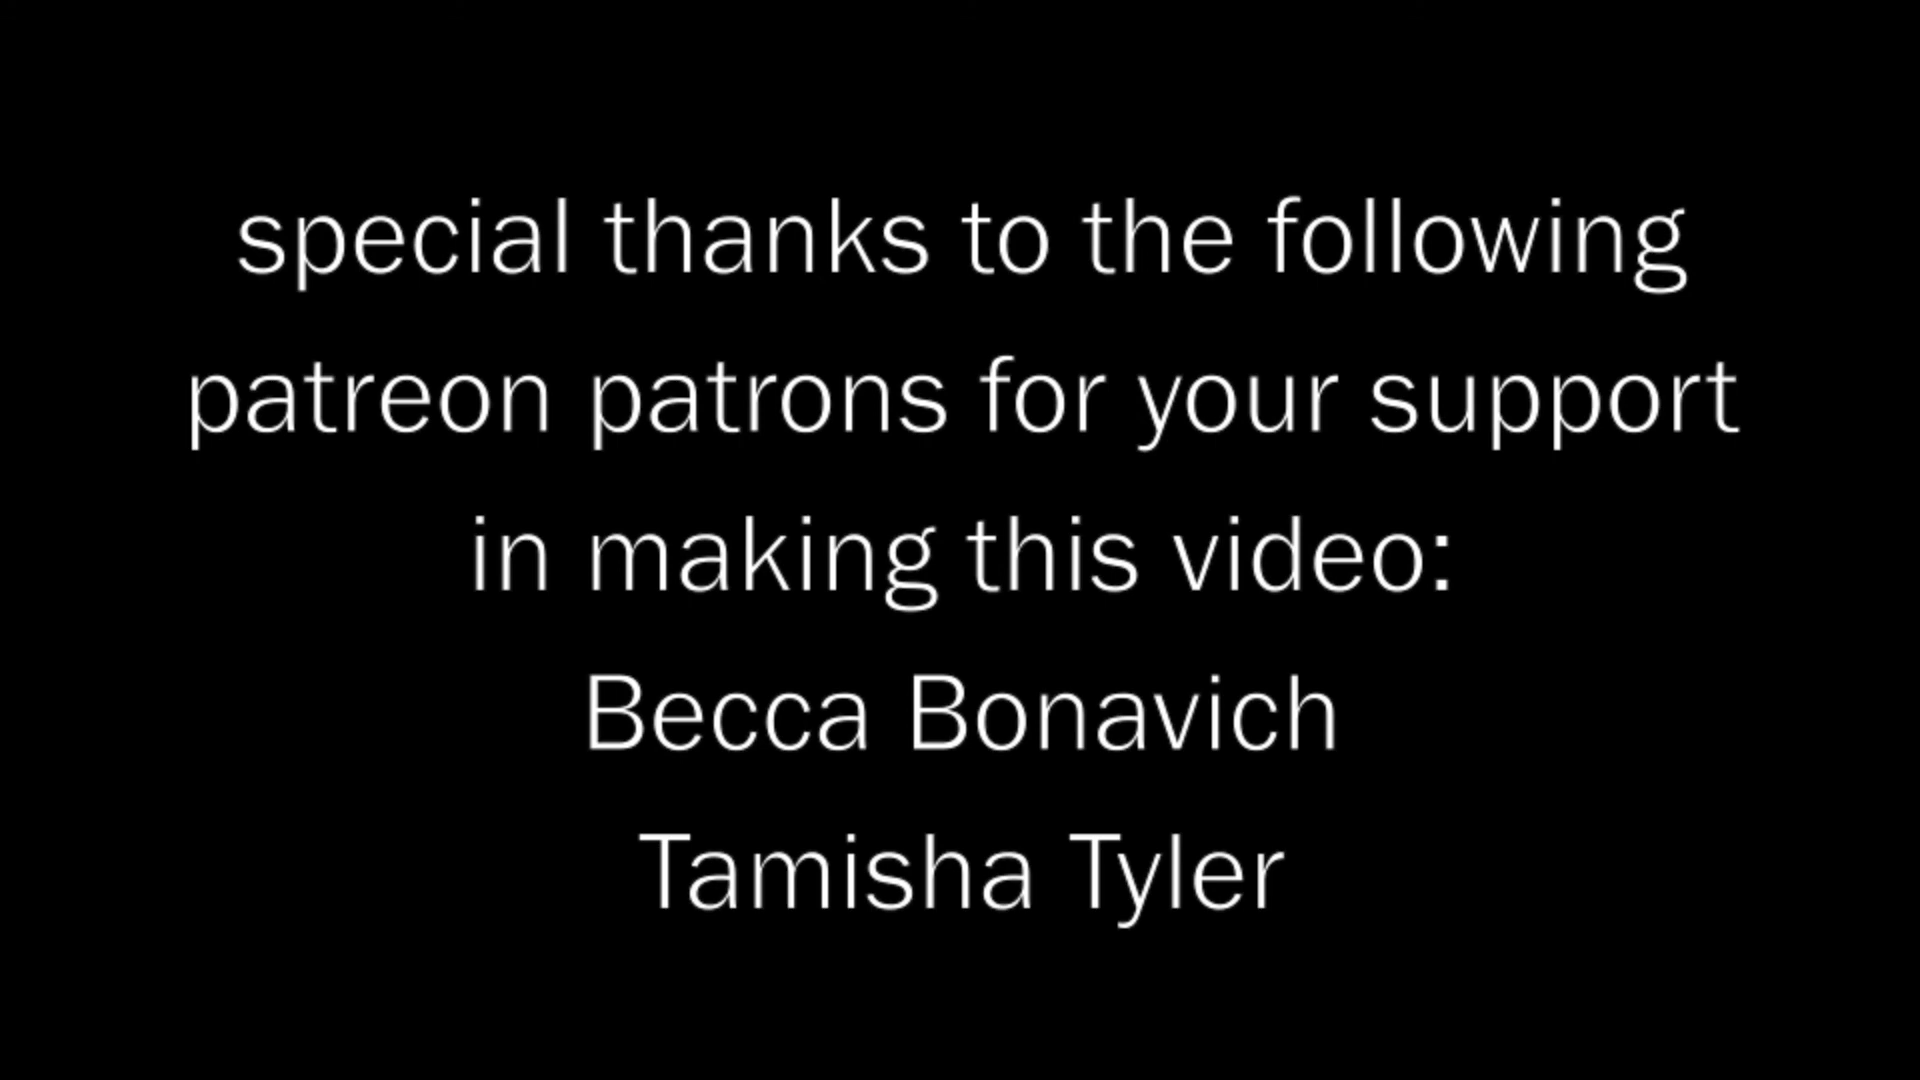 special thanks to the following
patreon patrons for your support
in making this video:
Becca Bonavich
Tamisha Tyler